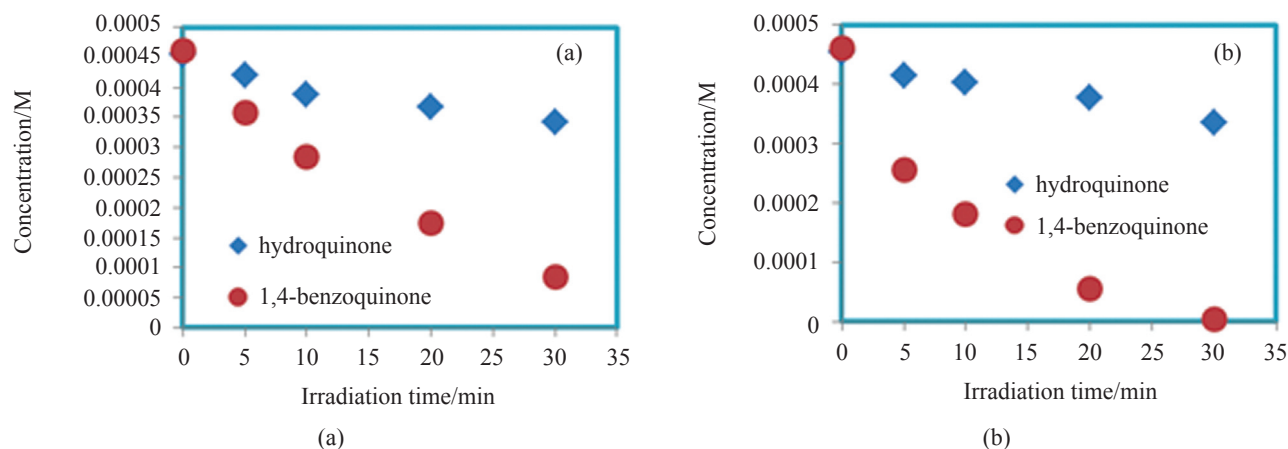 0.0005
0.00045
0.0004
0.00035
0.0003
0.00025
0.0002
0.00015
0.0001
0.00005
0
Concentration/M
(a)
hydroquinone
1,4-benzoquinone
0 5 10 15 20 25 30 35
Irradiation time/min
(a)
0.0005
0.0004
0.0003
0.0002
0.0001
0
Concentration/M
(b)
hydroquinone
1,4-benzoquinone
0 5 10 15 20 25 30 35
Irradiation time/min
(b)